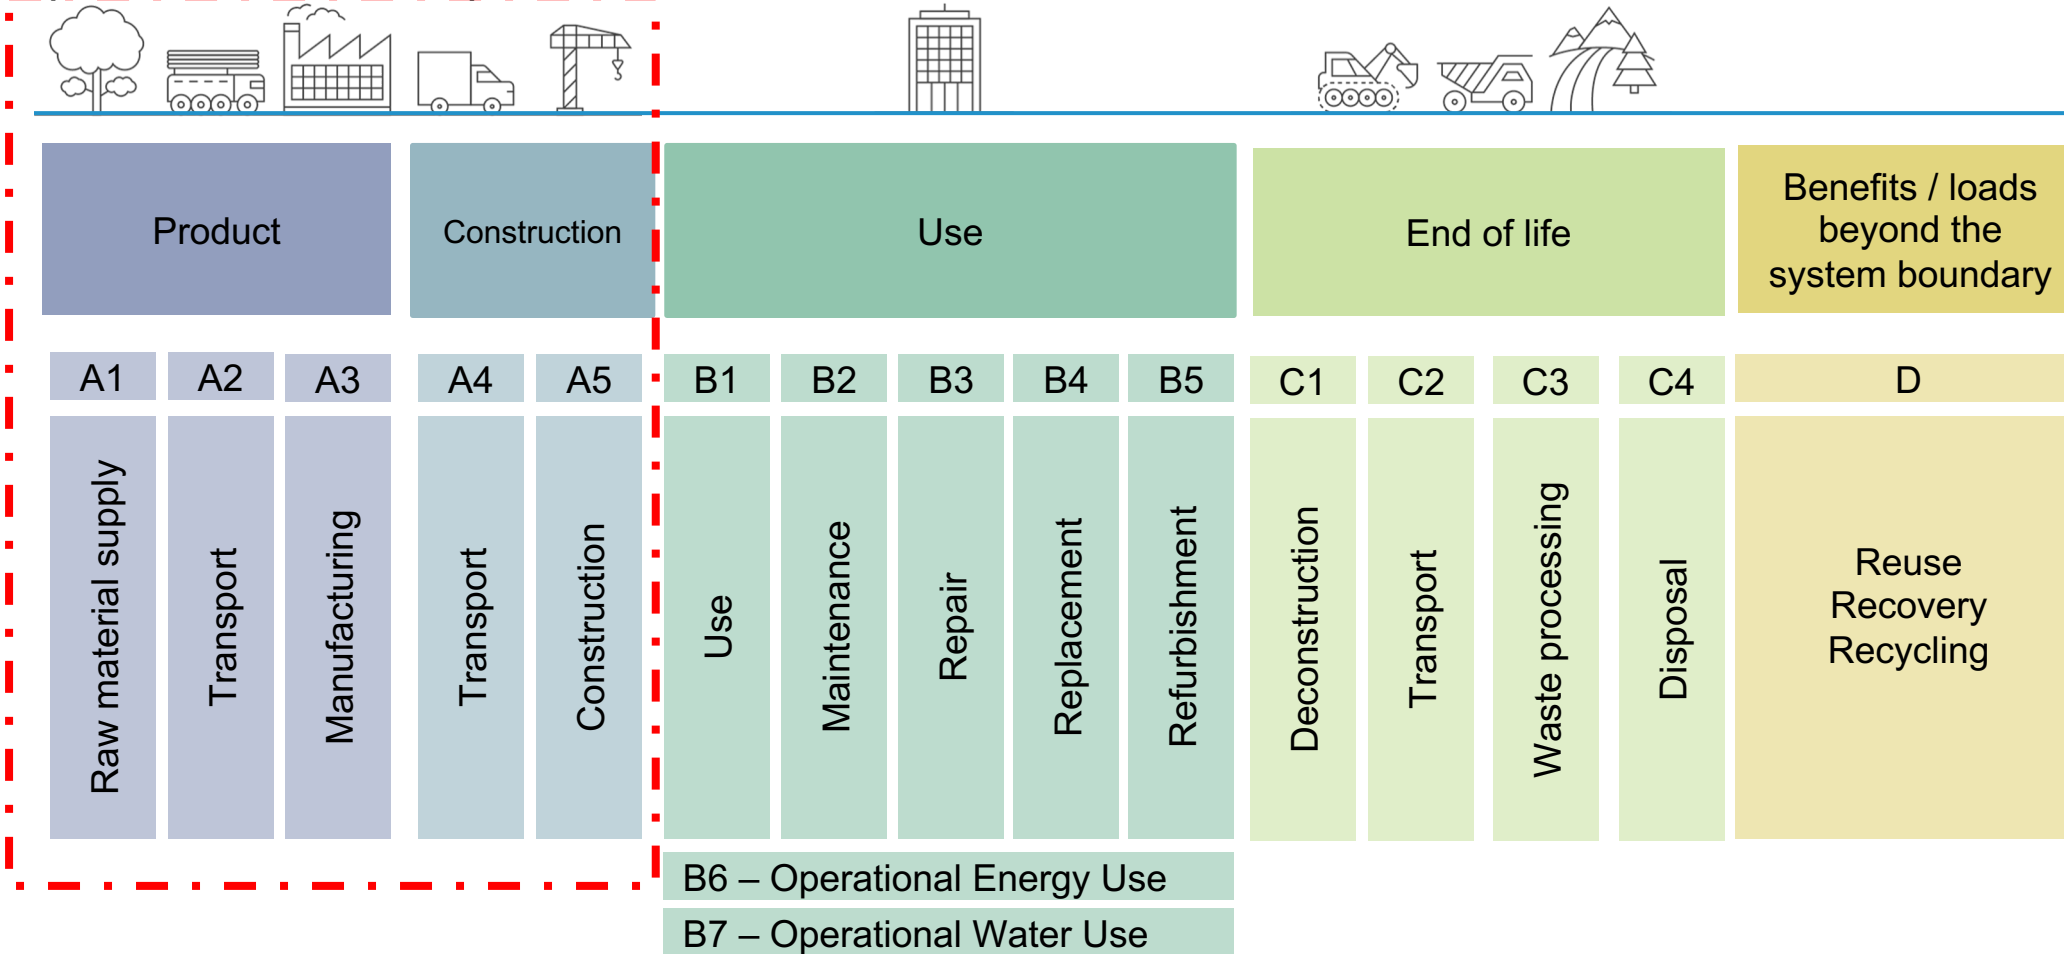 Product
Construction
Use
End of life
Benefits / loads
beyond the
system boundary
A1
A2
A3
A4
A5
B1
B2
B3
B4
B5
C1
C2
C3
C4
D
Raw material supply
Transport
Manufacturing
Transport
Construction
Use
Maintenance
Repair
Replacement
Refurbishment
Deconstruction
Transport
Waste processing
Disposal
Reuse
Recovery
Recycling
B6 – Operational Energy Use
B7 – Operational Water Use